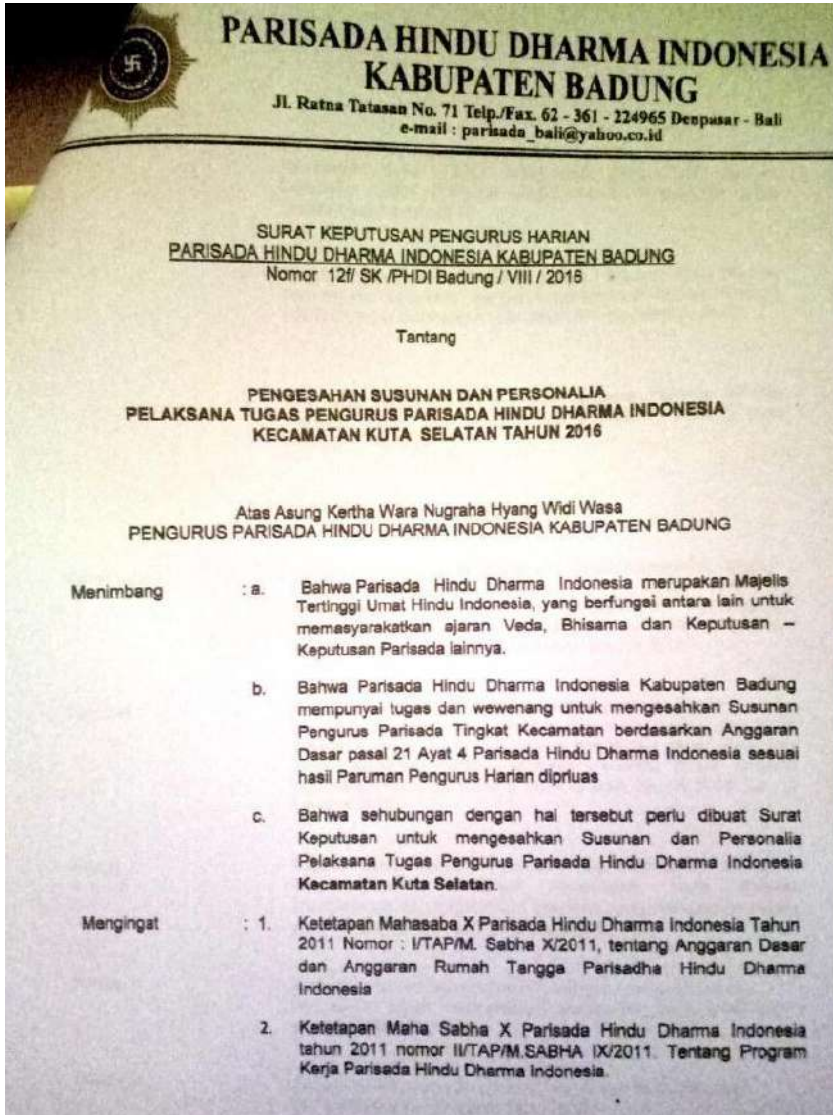 PARISADA HINDU DHARMA INDONESIA
KABUPATEN BADUNG
Jl. Ratna Tatasan No. 71 Telp./Fax. 62 - 361 - 224965 Denpasar - Bali
e-mail : parisada_bali@yahoo.co.id
SURAT KEPUTUSAN PENGURUS HARIAN
PARISADA HINDU DHARMA INDONESIA KABUPATEN BADUNG
Nomor 12f/ SK /PHDI Badung / VIII / 2016
Tentang
PENGESAHAN SUSUNAN DAN PERSONALIA
PELAKSANA TUGAS PENGURUS PARISADA HINDU DHARMA INDONESIA
KECAMATAN KUTA SELATAN TAHUN 2016
Atas Asung Kertha Wara Nugraha Hyang Widi Wasa
PENGURUS PARISADA HINDU DHARMA INDONESIA KABUPATEN BADUNG
Menimbang : a. Bahwa Parisada Hindu Dharma Indonesia merupakan Majelis
Tertinggi Umat Hindu Indonesia, yang berfungsi antara lain untuk
memasyarakatkan ajaran Veda, Bhisama dan Keputusan –
Keputusan Parisada lainnya.
b. Bahwa Parisada Hindu Dharma Indonesia Kabupaten Badung
mempunyai tugas dan wewenang untuk mengesahkan Susunan
Pengurus Parisada Tingkat Kecamatan berdasarkan Anggaran
Dasar pasal 21 Ayat 4 Parisada Hindu Dharma Indonesia sesuai
hasil Paruman Pengurus Harian dipriuas
c. Bahwa sehubungan dengan hal tersebut perlu dibuat Surat
Keputusan untuk mengesahkan Susunan dan Personalia
Pelaksana Tugas Pengurus Parisada Hindu Dharma Indonesia
Kecamatan Kuta Selatan.
Mengingat : 1. Ketetapan Mahasaba X Parisada Hindu Dharma Indonesia Tahun
2011 Nomor : I/TAP/M. Sabha X/2011, tentang Anggaran Dasar
dan Anggaran Rumah Tangga Parisadha Hindu Dharma
Indonesia
2. Ketetapan Maha Sabha X Parisada Hindu Dharma Indonesia
tahun 2011 nomor II/TAP/M.SABHA IX/2011. Tentang Program
Kerja Parisada Hindu Dharma Indonesia.